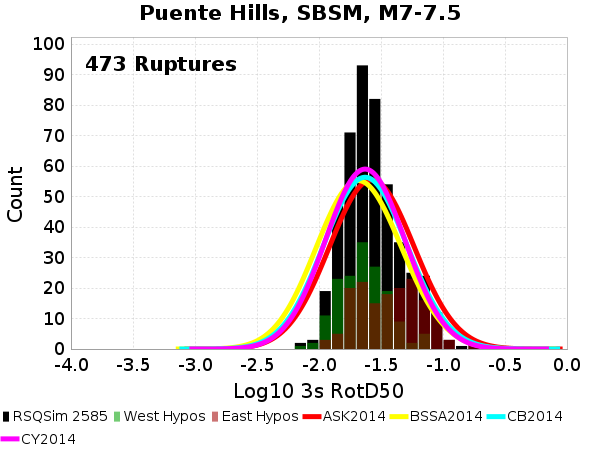 Puente Hills, SBSM, M7-7.5
473 Ruptures
Count
100
90
80
70
60
50
40
30
20
10
0
-4.0 -3.5 -3.0 -2.5 -2.0 -1.5 -1.0 -0.5 0.0
Log10 3s RotD50
RSQSim 2585 West Hypos East Hypos ASK2014 BSSA2014 CB2014
CY2014